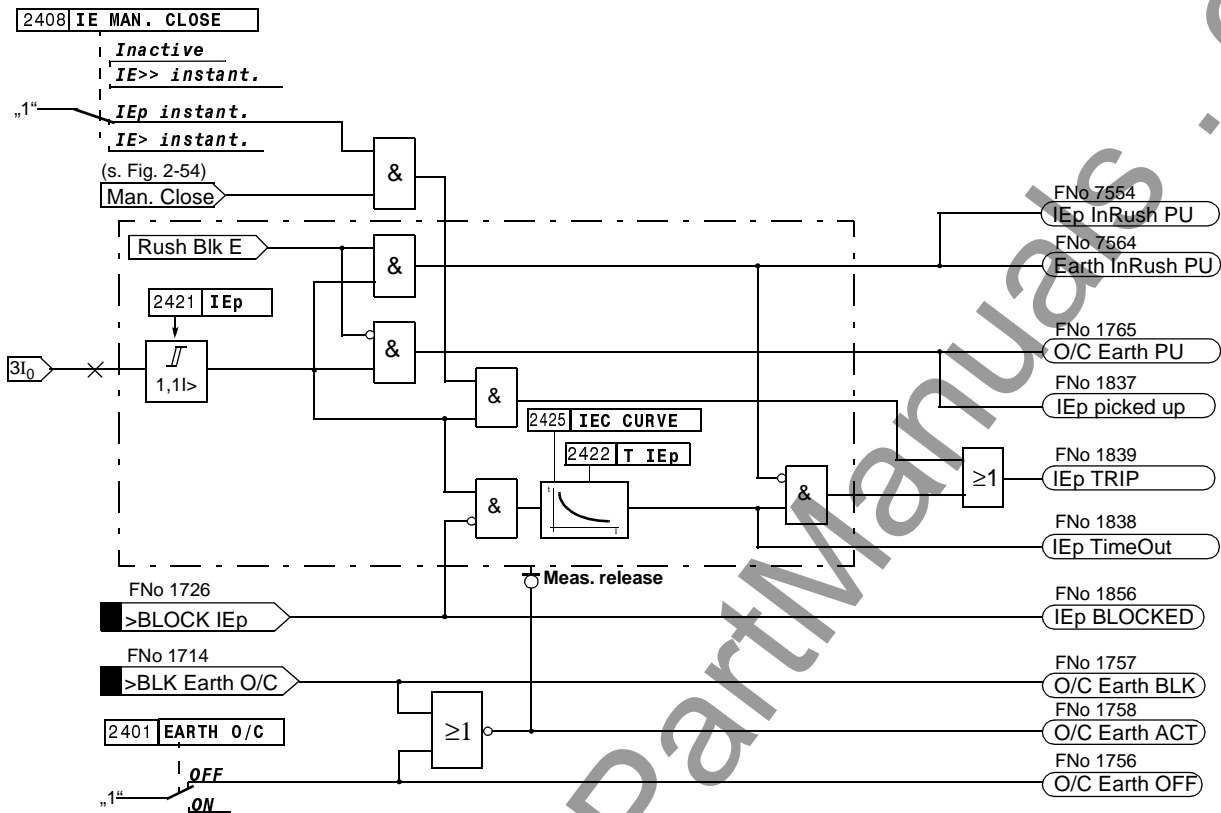 2408 IE MAN. CLOSE
Inactive
IE>> instant.
„1“
IEp instant.
IE> instant.
(s. Fig. 2-54)
Man. Close
&
Rush Blk E
&
2421 IEp
&
3I0
1,1I>
&
2425 IEC CURVE
2422 T IEp
&
t
I
&
≥1
FNo 7554
IEp InRush PU
FNo 7564
Earth InRush PU
FNo 1765
O/C Earth PU
FNo 1837
IEp picked up
FNo 1839
IEp TRIP
FNo 1838
IEp TimeOut
Meas. release
FNo 1726
>BLOCK IEp
FNo 1856
IEp BLOCKED
FNo 1714
>BLK Earth O/C
FNo 1757
O/C Earth BLK
≥1
FNo 1758
O/C Earth ACT
2401 EARTH O/C
FNo 1756
O/C Earth OFF
OFF
„1“
ON
PartManuals .